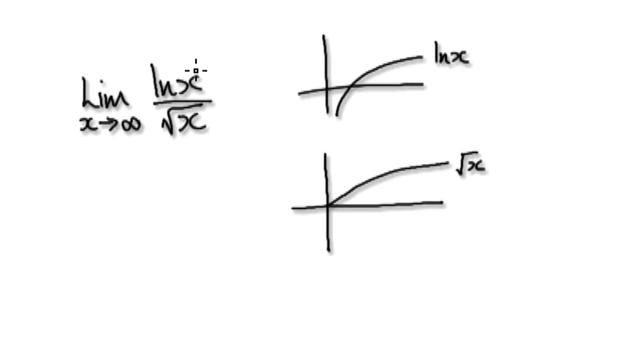 Lim ln x
x→∞ √x
ln x
√x